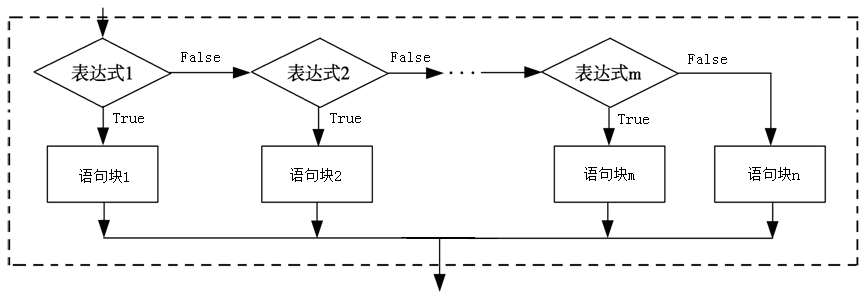 表达式1
False
表达式2
False
···
表达式m
False
True
True
True
语句块1
语句块2
语句块m
语句块n